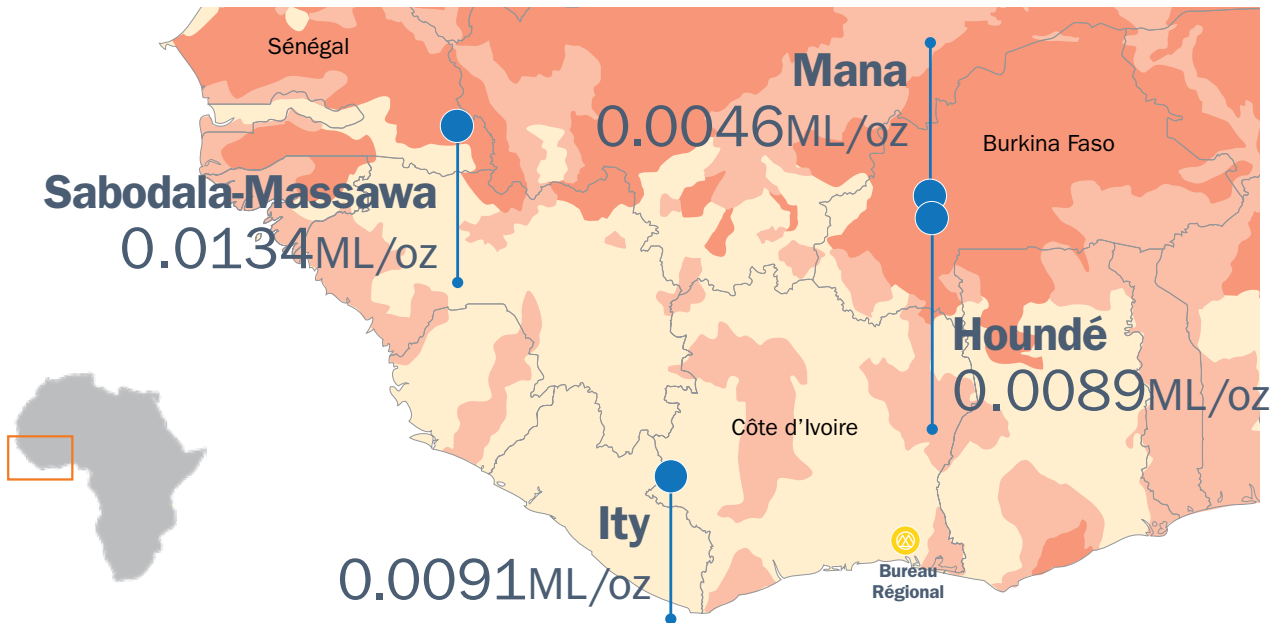 Sénégal
Mana
0.0046ML/oz
Burkina Faso
Sabodala-Massawa
0.0134ML/oz
Houndé
0.0089ML/oz
Côte d’Ivoire
Ity
0.0091ML/oz
Bureau
Régional